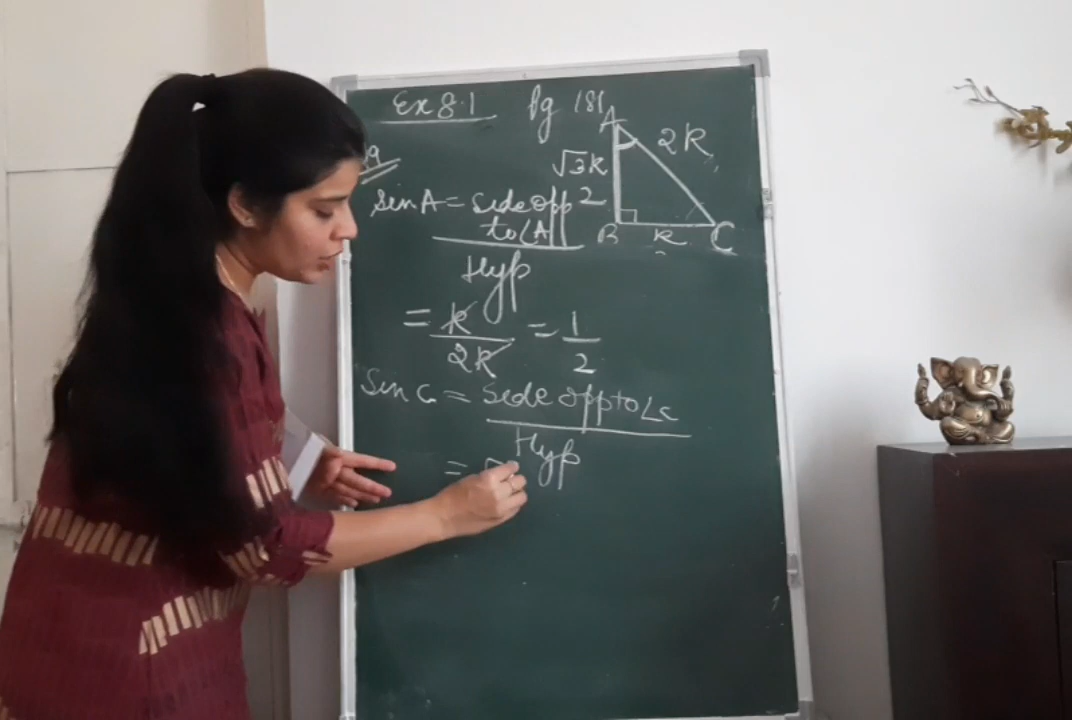 Ex 8.1 Pg 181
A
2k
√3k
2
B k C
Sin A = side opp
to ∠A
Hyp
= k = 1
2k 2
Sin C = Side opp to ∠C
Hyp
=